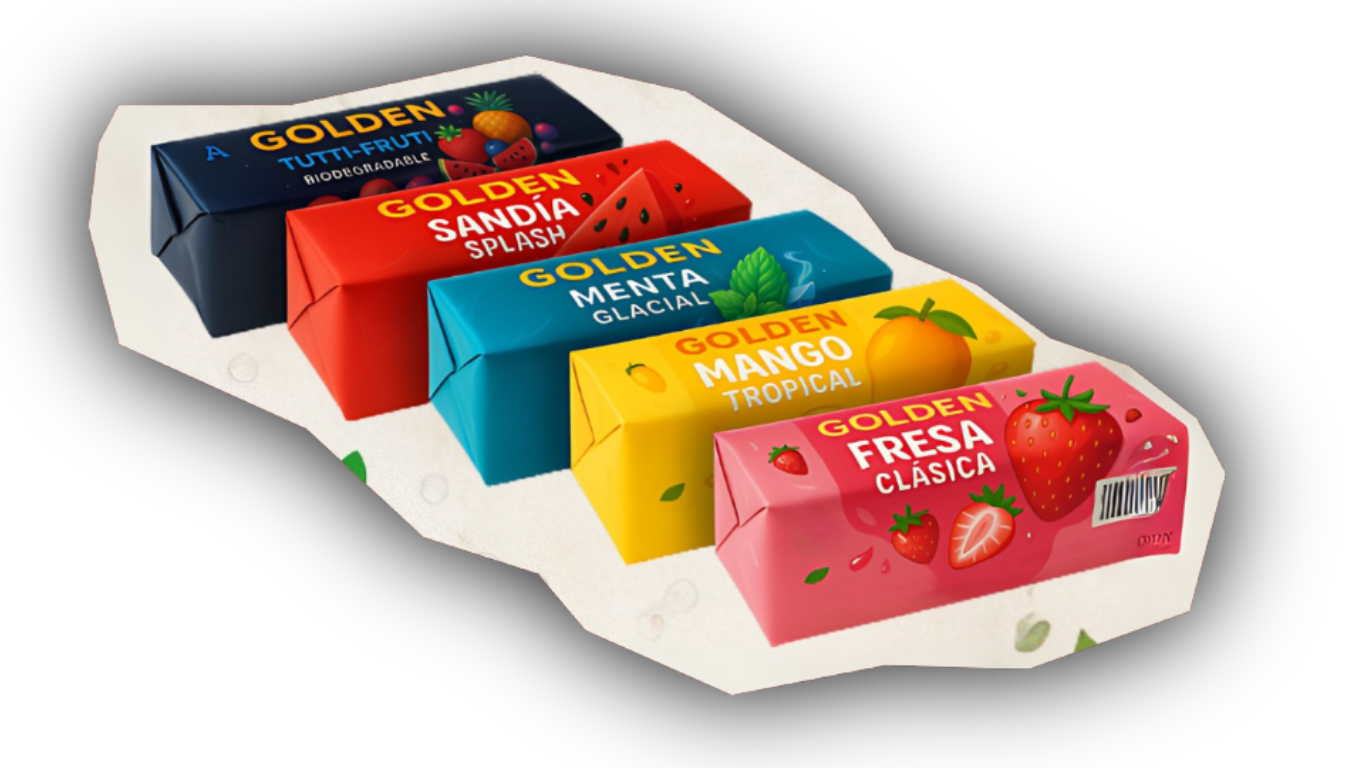 A
GOLDEN
TUTTI-FRUTI
BIODEGRADABLE
GOLDEN
SANDÍA
SPLASH
GOLDEN
MENTA
GLACIAL
GOLDEN
MANGO
TROPICAL
GOLDEN
FRESA
CLÁSICA